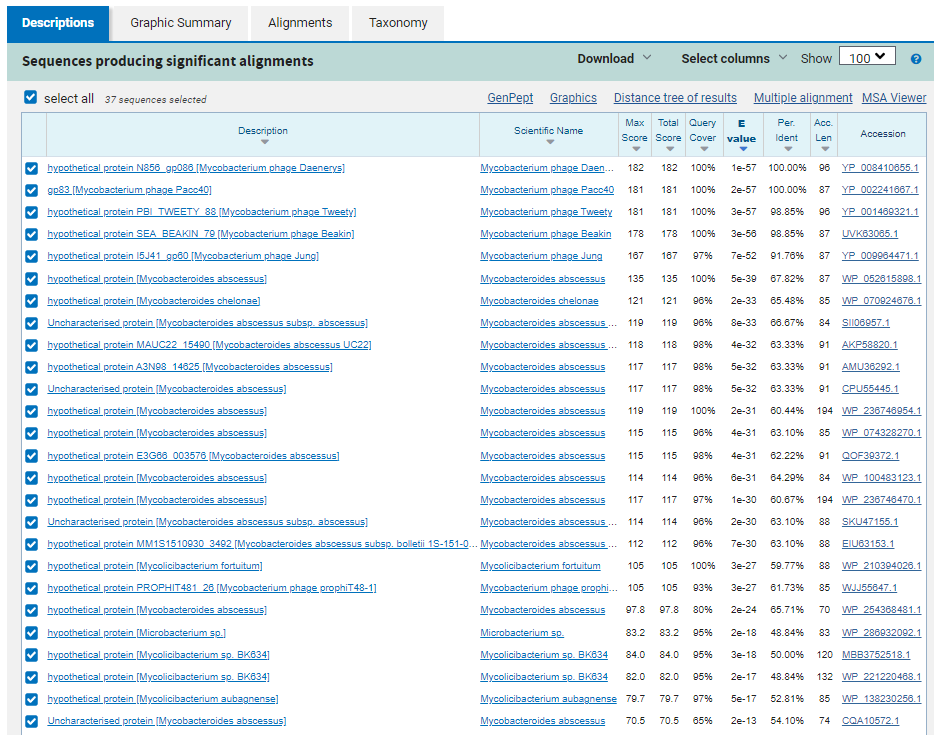 Descriptions Graphic Summary Alignments Taxonomy
Sequences producing significant alignments Download Select columns Show 100 ?
select all 37 sequences selected GenPept Graphics Distance tree of results Multiple alignment MSA Viewer
Description Scientific Name Max Score Total Score Query Cover E value Per. Ident Acc. Len Accession
hypothetical protein N856_gp086 [Mycobacterium phage Daenerys] Mycobacterium phage Daen... 182 182 100% 1e-57 100.00% 96 YP_008410655.1
gp83 [Mycobacterium phage Pacc40] Mycobacterium phage Pacc40 181 181 100% 2e-57 100.00% 87 YP_002241667.1
hypothetical protein PBI_TWEETY_88 [Mycobacterium phage Tweety] Mycobacterium phage Tweety 181 181 100% 3e-57 98.85% 96 YP_001469321.1
hypothetical protein SEA_BEAKIN_79 [Mycobacterium phage Beakin] Mycobacterium phage Beakin 178 178 100% 3e-56 98.85% 87 UVK63065.1
hypothetical protein I5J41_gp60 [Mycobacterium phage Jung] Mycobacterium phage Jung 167 167 97% 7e-52 91.76% 87 YP_009964471.1
hypothetical protein [Mycobacteroides abscessus] Mycobacteroides abscessus 135 135 100% 5e-39 67.82% 87 WP_052615898.1
hypothetical protein [Mycobacteroides chelonae] Mycobacteroides chelonae 121 121 96% 2e-33 65.48% 85 WP_070924676.1
Uncharacterised protein [Mycobacteroides abscessus subsp. abscessus] Mycobacteroides abscessus ... 119 119 96% 8e-33 66.67% 84 SII06957.1
hypothetical protein MAUC22_15490 [Mycobacteroides abscessus UC22] Mycobacteroides abscessus ... 118 118 98% 4e-32 63.33% 91 AKP58820.1
hypothetical protein A3N98_14625 [Mycobacteroides abscessus] Mycobacteroides abscessus 117 117 98% 5e-32 63.33% 91 AMU36292.1
Uncharacterised protein [Mycobacteroides abscessus] Mycobacteroides abscessus 117 117 98% 5e-32 63.33% 91 CPU55445.1
hypothetical protein [Mycobacteroides abscessus] Mycobacteroides abscessus 119 119 100% 2e-31 60.44% 194 WP_236746954.1
hypothetical protein [Mycobacteroides abscessus] Mycobacteroides abscessus 115 115 96% 4e-31 63.10% 85 WP_074328270.1
hypothetical protein E3G66_003576 [Mycobacteroides abscessus] Mycobacteroides abscessus 115 115 98% 4e-31 62.22% 91 QOF39372.1
hypothetical protein [Mycobacteroides abscessus] Mycobacteroides abscessus 114 114 96% 6e-31 64.29% 84 WP_100483123.1
hypothetical protein [Mycobacteroides abscessus] Mycobacteroides abscessus 117 117 97% 1e-30 60.67% 194 WP_236746470.1
Uncharacterised protein [Mycobacteroides abscessus subsp. abscessus] Mycobacteroides abscessus ... 114 114 96% 2e-30 63.10% 88 SKU47155.1
hypothetical protein MM1S1510930_3492 [Mycobacteroides abscessus subsp. bolletii 1S-151-0... Mycobacteroides abscessus ... 112 112 96% 7e-30 63.10% 88 EIU63153.1
hypothetical protein [Mycolicibacterium fortuitum] Mycolicibacterium fortuitum 105 105 100% 3e-27 59.77% 88 WP_210394026.1
hypothetical protein PROPHIT481_26 [Mycobacterium phage prophiT48-1] Mycobacterium phage prophi... 105 105 93% 3e-27 61.73% 85 WJJ55647.1
hypothetical protein [Mycobacteroides abscessus] Mycobacteroides abscessus 97.8 97.8 80% 2e-24 65.71% 70 WP_254368481.1
hypothetical protein [Microbacterium sp.] Microbacterium sp. 83.2 83.2 95% 2e-18 48.84% 83 WP_286932092.1
hypothetical protein [Mycolicibacterium sp. BK634] Mycolicibacterium sp. BK634 84.0 84.0 95% 3e-18 50.00% 120 MBB3752518.1
hypothetical protein [Mycolicibacterium sp. BK634] Mycolicibacterium sp. BK634 82.0 82.0 95% 2e-17 48.84% 132 WP_221220468.1
hypothetical protein [Mycolicibacterium aubagnense] Mycolicibacterium aubagnense 79.7 79.7 97% 5e-17 52.81% 85 WP_138230256.1
Uncharacterised protein [Mycobacteroides abscessus] Mycobacteroides abscessus 70.5 70.5 65% 2e-13 54.10% 74 CQA10572.1